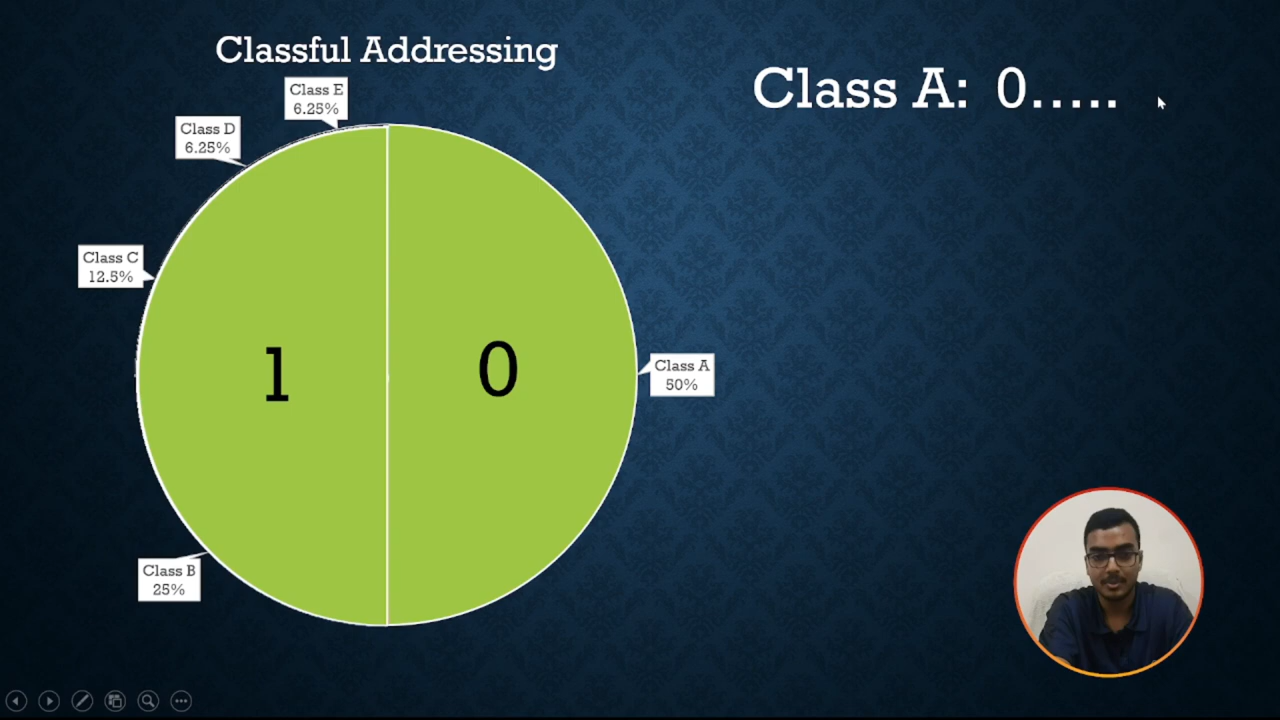 Classful Addressing
Class A: 0.....
Class E
6.25%
Class D
6.25%
Class C
12.5%
1
0
Class A
50%
Class B
25%